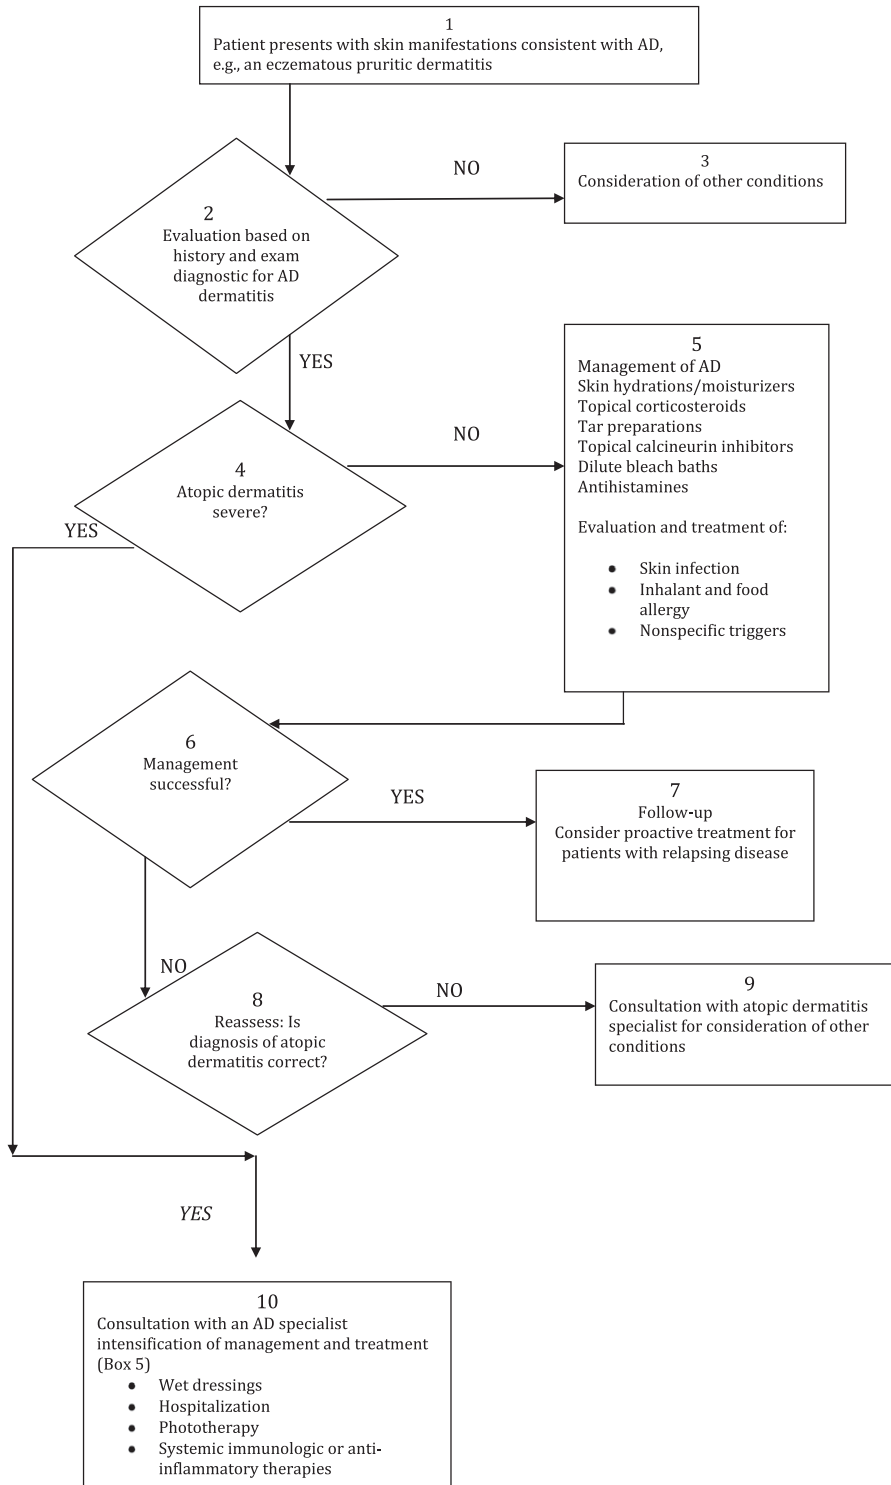 1
Patient presents with skin manifestations consistent with AD,
e.g., an eczematous pruritic dermatitis
NO
3
Consideration of other conditions
2
Evaluation based on
history and exam
diagnostic for AD
dermatitis
YES
5
Management of AD
Skin hydrations/moisturizers
Topical corticosteroids
Tar preparations
Topical calcineurin inhibitors
Dilute bleach baths
Antihistamines
Evaluation and treatment of:
● Skin infection
● Inhalant and food
allergy
● Nonspecific triggers
NO
4
Atopic dermatitis
severe?
YES
6
Management
successful?
YES
7
Follow-up
Consider proactive treatment for
patients with relapsing disease
NO
8
Reassess: Is
diagnosis of atopic
dermatitis correct?
NO
9
Consultation with atopic dermatitis
specialist for consideration of other
conditions
YES
10
Consultation with an AD specialist
intensification of management and treatment
(Box 5)
● Wet dressings
● Hospitalization
● Phototherapy
● Systemic immunologic or anti-
inflammatory therapies